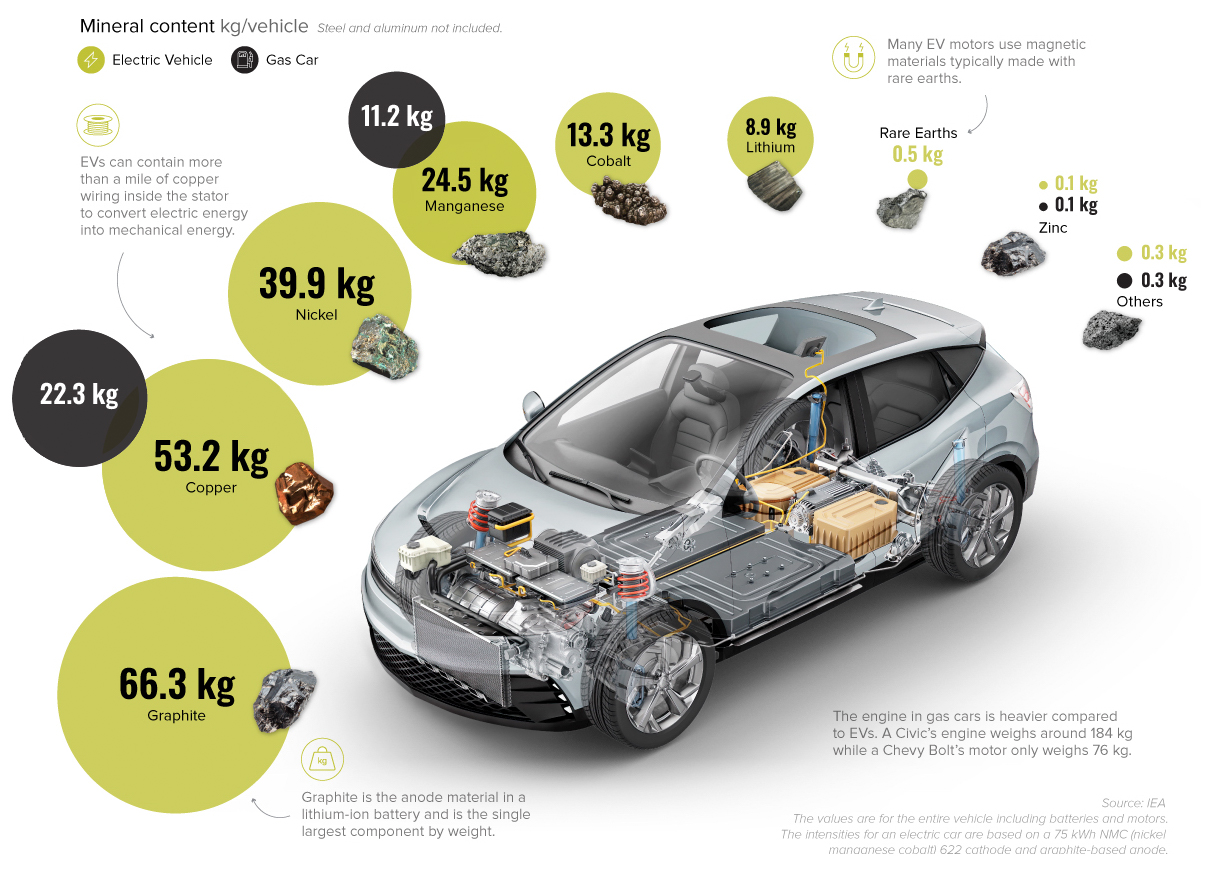 Mineral content kg/vehicle Steel and aluminum not included.
Electric Vehicle Gas Car
EVs can contain more
than a mile of copper
wiring inside the stator
to convert electric energy
into mechanical energy.
11.2 kg
24.5 kg
Manganese
13.3 kg
Cobalt
8.9 kg
Lithium
Many EV motors use magnetic
materials typically made with
rare earths.
Rare Earths
0.5 kg
0.1 kg
0.1 kg
Zinc
0.3 kg
0.3 kg
Others
39.9 kg
Nickel
22.3 kg
53.2 kg
Copper
66.3 kg
Graphite
kg
Graphite is the anode material in a
lithium-ion battery and is the single
largest component by weight.
The engine in gas cars is heavier compared
to EVs. A Civic's engine weighs around 184 kg
while a Chevy Bolt's motor only weighs 76 kg.
Source: IEA
The values are for the entire vehicle including batteries and motors.
The intensities for an electric car are based on a 75 kWh NMC (nickel
manganese cobalt) 622 cathode and graphite-based anode.